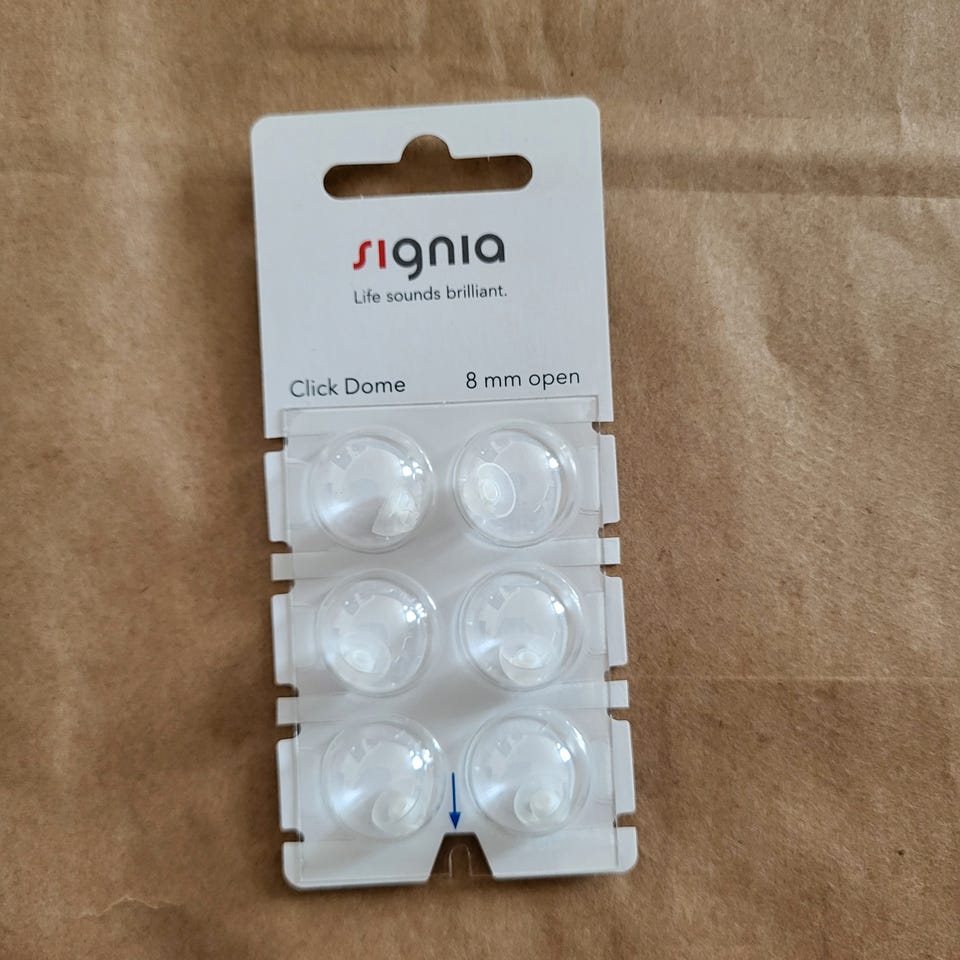 signia
Life sounds brilliant.
Click Dome 8 mm open